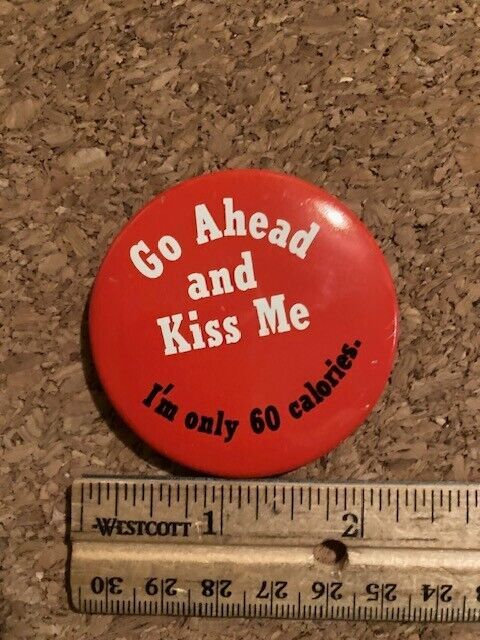 Go Ahead
and
Kiss Me
I'm only 60 calories.
WESTCOTT 1 2
30 29 28 27 26 25 24